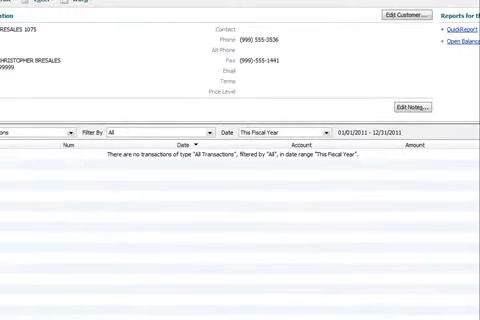 Word
Edit Customer...
Reports for th
RESALES 1075
Contact
Phone (999) 555-3536
QuickReport
Alt Phone
Open Balance
CHRISTOPHER BRESALES
Fax (999)-555-1441
99999
Email
Terms
Price Level
Edit Notes...
Filter By All
Date This Fiscal Year
01/01/2011 - 12/31/2011
Num Date Account Amount
There are no transactions of type "All Transactions", filtered by "All", in date range "This Fiscal Year".